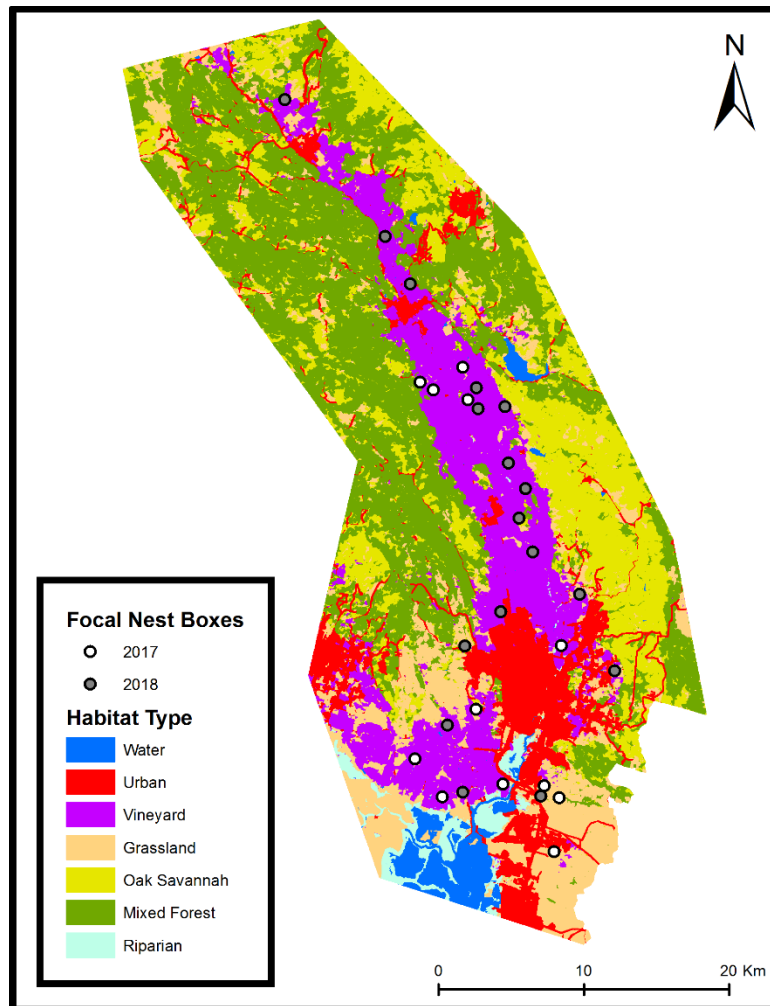 N
Focal Nest Boxes
2017
2018
Habitat Type
Water
Urban
Vineyard
Grassland
Oak Savannah
Mixed Forest
Riparian
0 10 20 Km